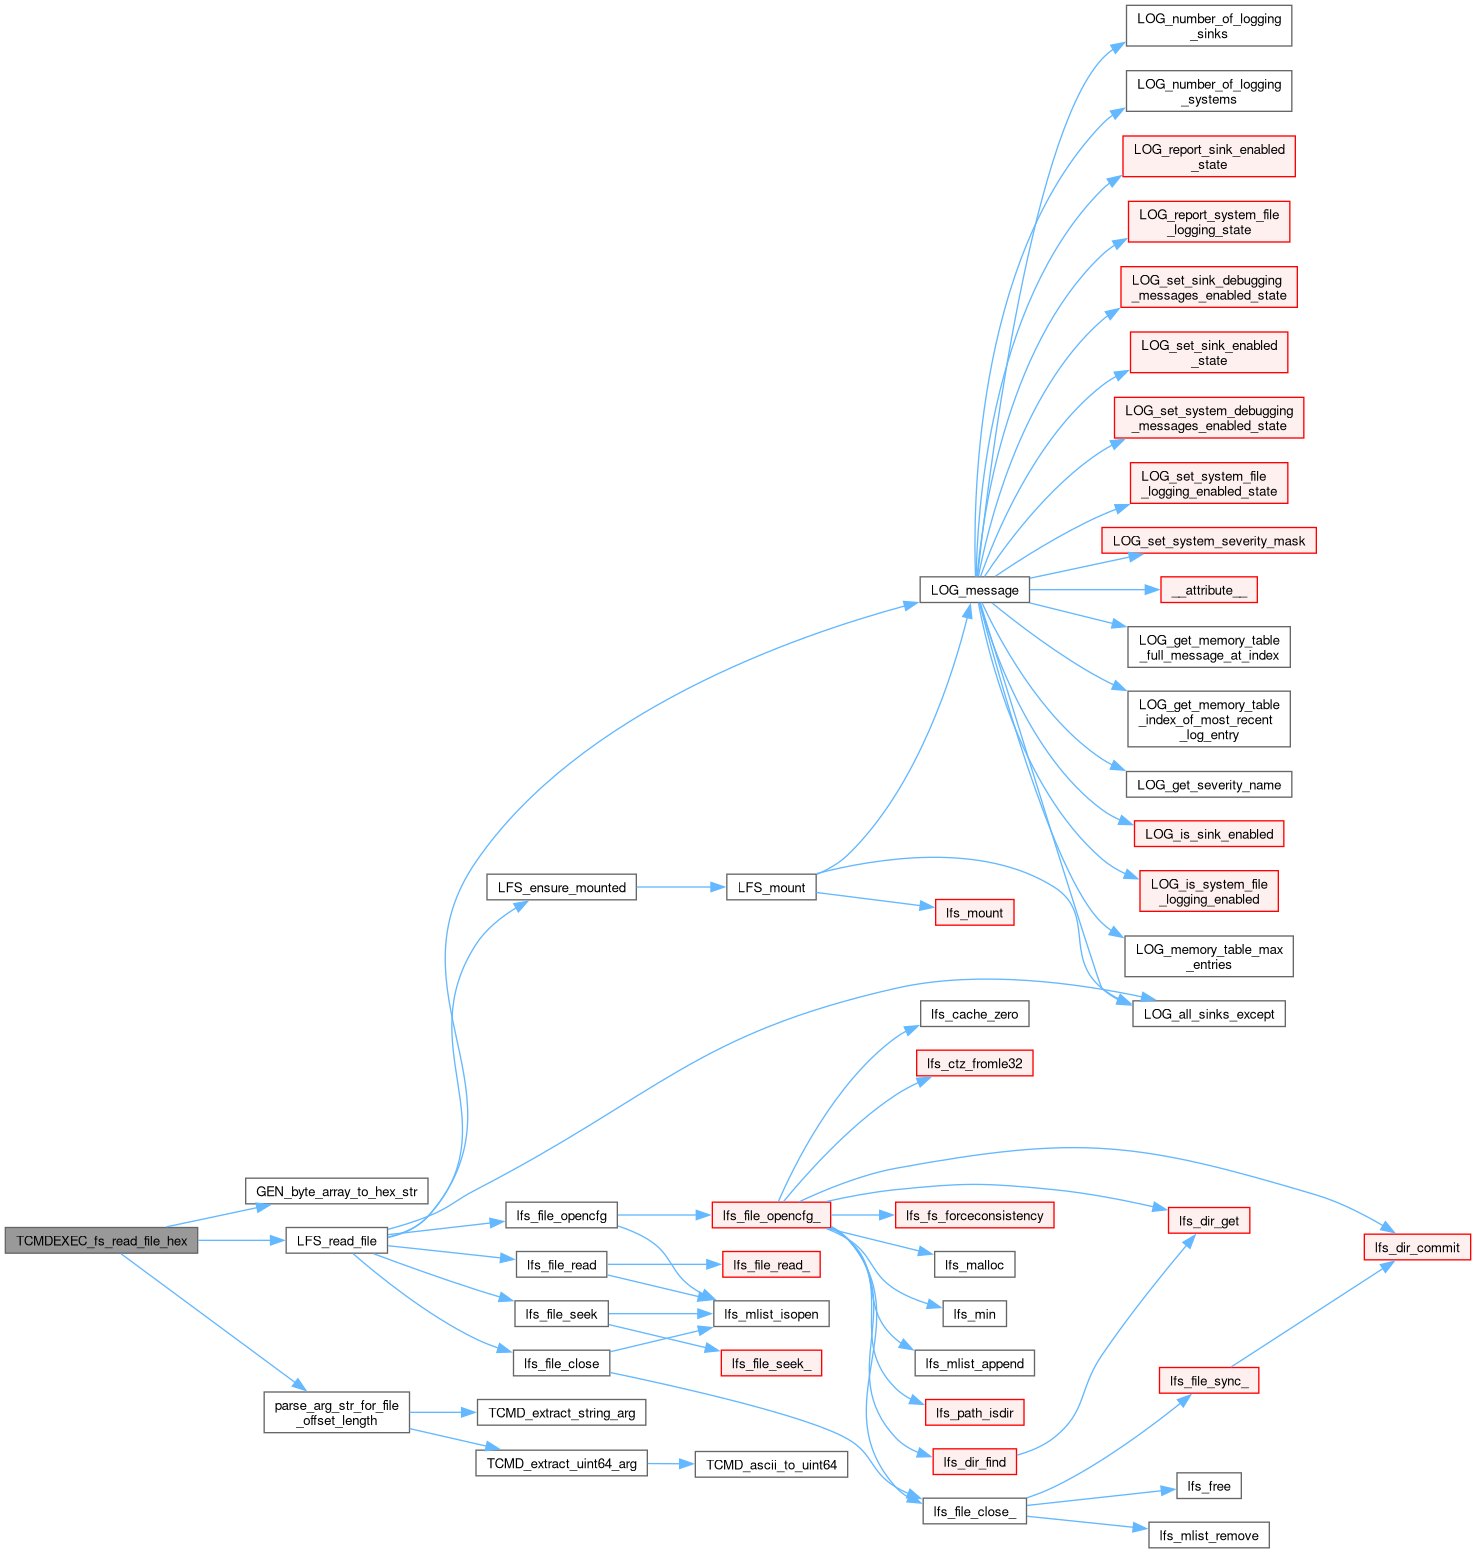 LOG_number_of_logging
_sinks
LOG_number_of_logging
_systems
LOG_report_sink_enabled
_state
LOG_report_system_file
_logging_state
LOG_set_sink_debugging
_messages_enabled_state
LOG_set_sink_enabled
_state
LOG_set_system_debugging
_messages_enabled_state
LOG_set_system_file
_logging_enabled_state
LOG_set_system_severity_mask
LOG_message
__attribute__
LOG_get_memory_table
_full_message_at_index
LOG_get_memory_table
_index_of_most_recent
_log_entry
LOG_get_severity_name
LOG_is_sink_enabled
LFS_ensure_mounted
LFS_mount
LOG_is_system_file
_logging_enabled
lfs_mount
LOG_memory_table_max
_entries
LOG_all_sinks_except
lfs_cache_zero
lfs_ctz_fromle32
GEN_byte_array_to_hex_str
lfs_file_opencfg
lfs_file_opencfg_
lfs_fs_forceconsistency
lfs_dir_get
TCMDEXEC_fs_read_file_hex
LFS_read_file
lfs_dir_commit
lfs_file_read
lfs_file_read_
lfs_malloc
lfs_file_seek
lfs_mlist_isopen
lfs_min
lfs_file_close
lfs_file_seek_
lfs_mlist_append
lfs_file_sync_
parse_arg_str_for_file
_offset_length
TCMD_extract_string_arg
lfs_path_isdir
TCMD_extract_uint64_arg
TCMD_ascii_to_uint64
lfs_dir_find
lfs_free
lfs_file_close_
lfs_mlist_remove